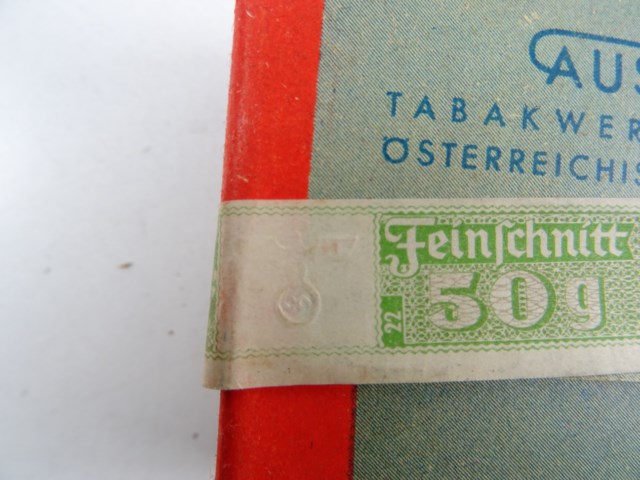 AUS
TABAKWER
ÖSTERREICHIS
Feinſchnitt
50g
22